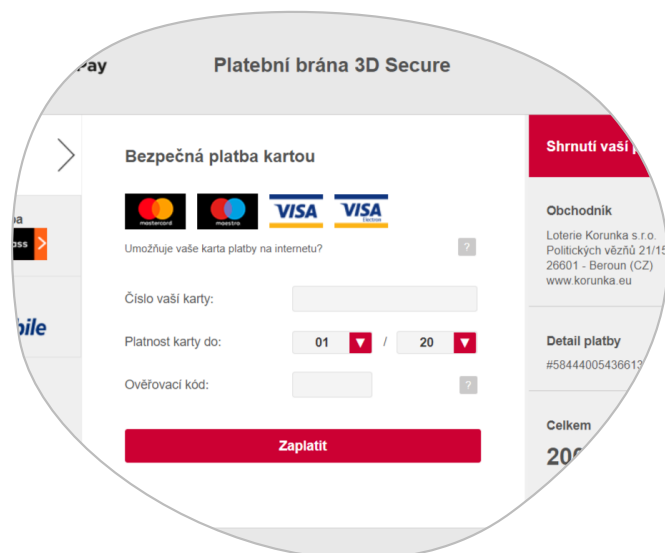 Pay
Platební brána 3D Secure
Bezpečná platba kartou
mastercard
maestro
VISA
VISA
Electron
Umožňuje vaše karta platby na internetu?
?
Číslo vaší karty:
Platnost karty do:
01
/
20
Ověřovací kód:
?
Zaplatit
Shrnutí vaší
Obchodník
Loterie Korunka s.r.o.
Politických vězňů 21/15
26601 - Beroun (CZ)
www.korunka.eu
Detail platby
#58444005436613
Celkem
200